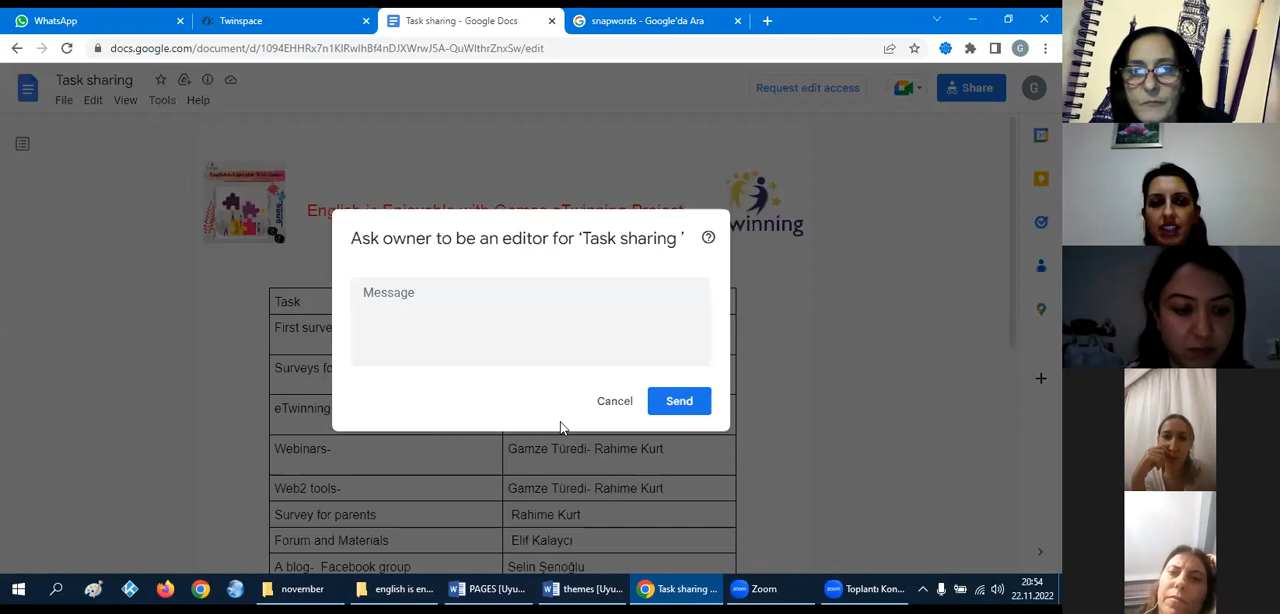 WhatsApp
Twinspace
Task sharing - Google Docs
snapwords - Google'da Ara
docs.google.com/document/d/1094EHHRx7n1KlRwlhBf4nDJXWrwJ5A-QuWlthrZnxSw/edit
Task sharing
File Edit View Tools Help
Request edit access
Share
G
English is Enjoyable with Games eTwinning Project
winning
Ask owner to be an editor for 'Task sharing '
Message
Cancel
Send
Task
First surve
Surveys fo
eTwinning
Webinars- Gamze Türedi- Rahime Kurt
Web2 tools- Gamze Türedi- Rahime Kurt
Survey for parents Rahime Kurt
Forum and Materials Elif Kalaycı
A blog- Facebook group Selin Şenoğlu
november
english is en...
PAGES [Uyu...
themes [Uyu...
Task sharing ...
Zoom
Toplantı Kon...
20:54
22.11.2022